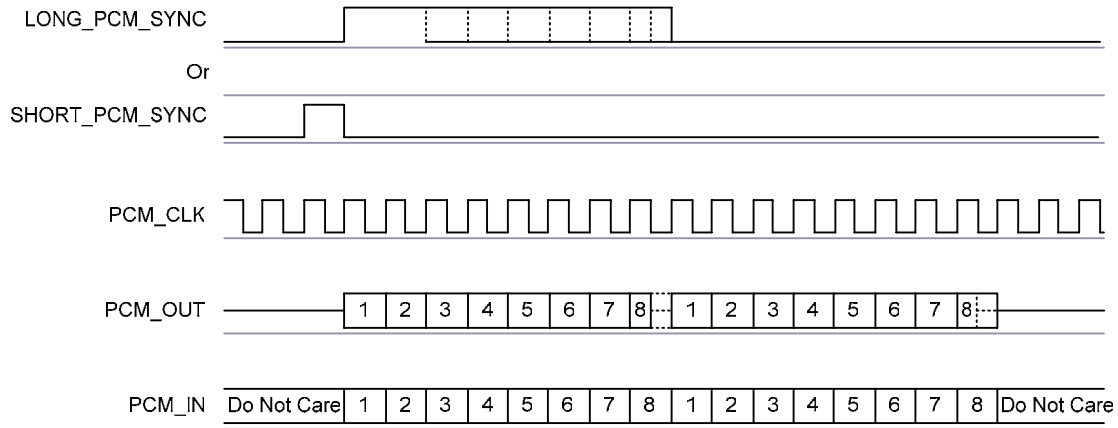 LONG_PCM_SYNC
Or
SHORT_PCM_SYNC
PCM_CLK
PCM_OUT 1 2 3 4 5 6 7 8 1 2 3 4 5 6 7 8
PCM_IN Do Not Care 1 2 3 4 5 6 7 8 1 2 3 4 5 6 7 8 Do Not Care